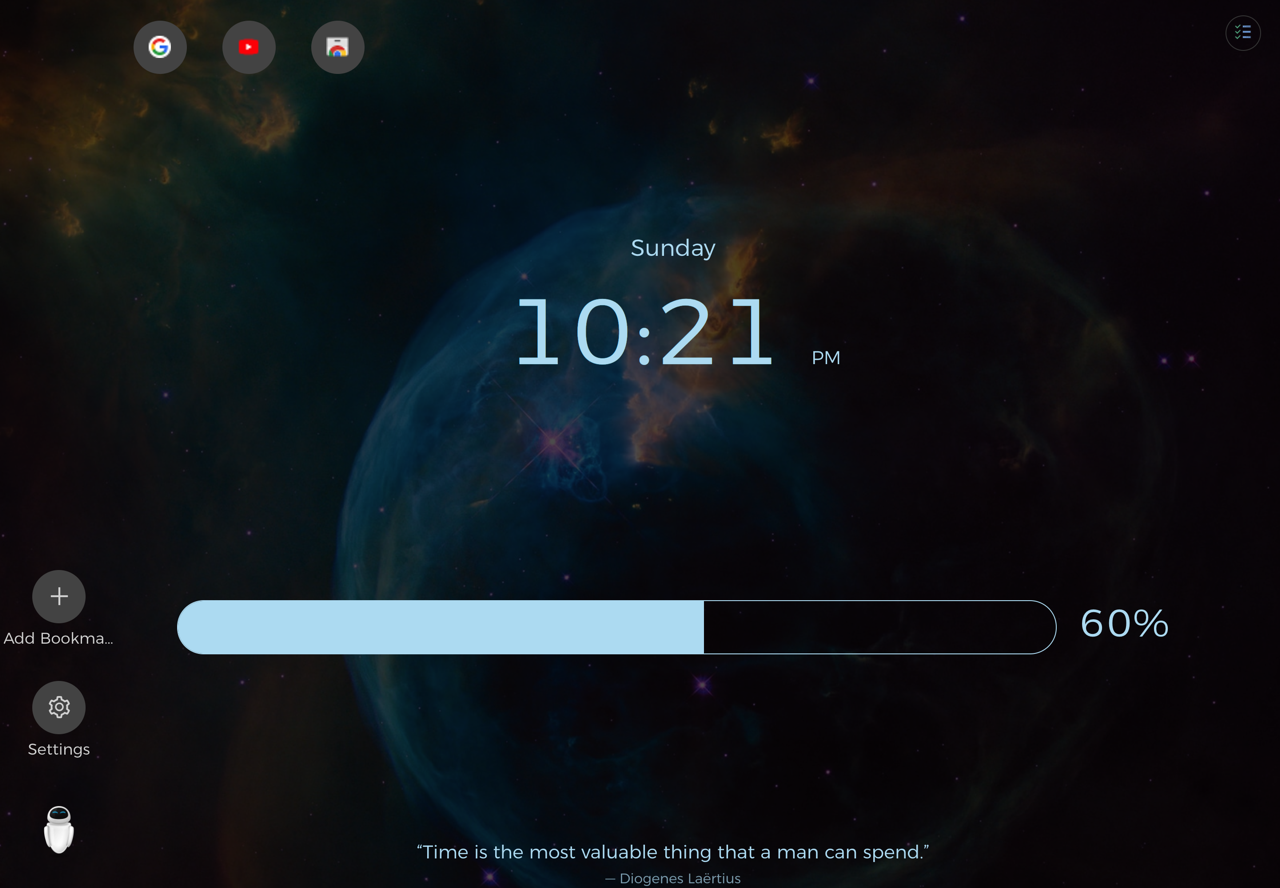 Sunday
10:21 PM
60%
Add Bookma...
Settings
“Time is the most valuable thing that a man can spend.”
— Diogenes Laërtius